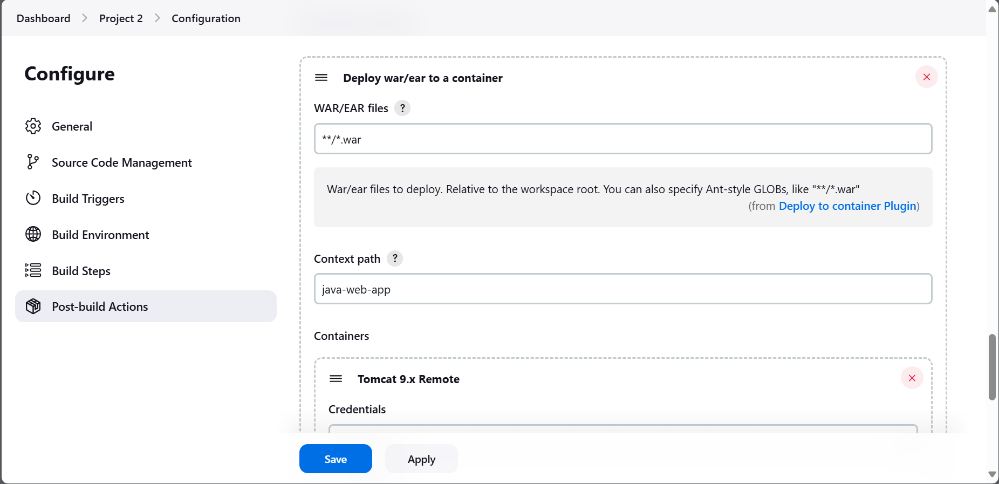 Dashboard > Project 2 > Configuration
Configure
General
Source Code Management
Build Triggers
Build Environment
Build Steps
Post-build Actions
Deploy war/ear to a container
WAR/EAR files ?
**/*.war
War/ear files to deploy. Relative to the workspace root. You can also specify Ant-style GLOBs, like "**/*.war"
(from Deploy to container Plugin)
Context path ?
java-web-app
Containers
Tomcat 9.x Remote
Credentials
Save
Apply